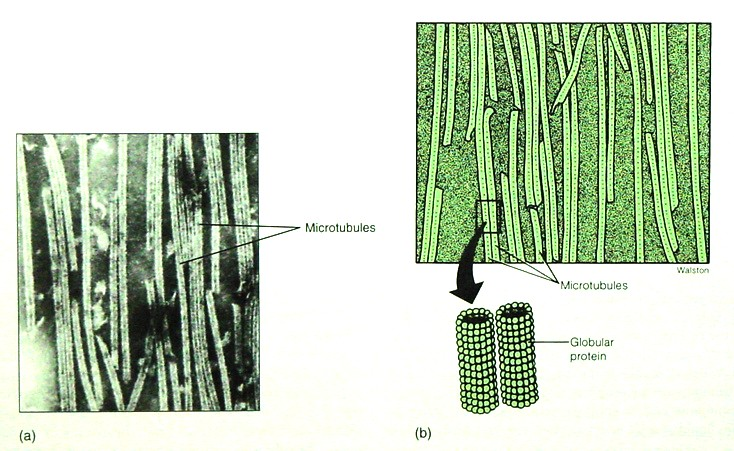 Microtubules
(a)
Walston
Microtubules
Globular
protein
(b)